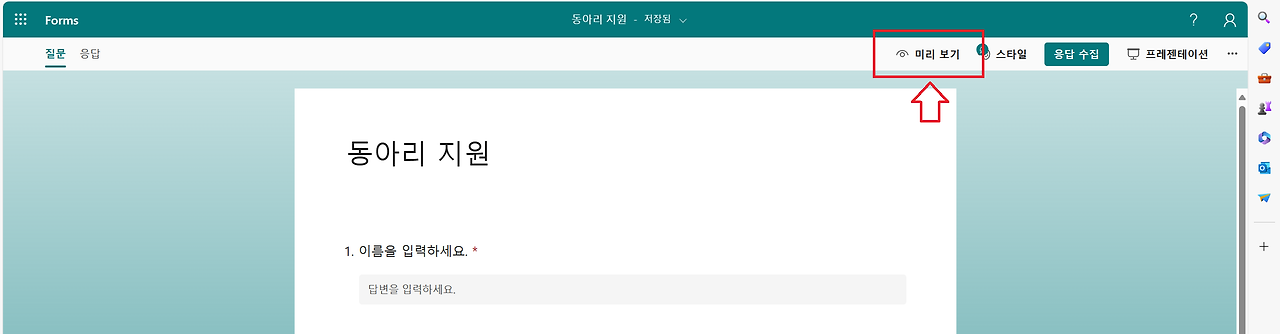 Forms
동아리 지원 - 저장됨
?
질문 응답
미리 보기 스타일 응답 수집 프레젠테이션 ...
동아리 지원
1. 이름을 입력하세요. *
답변을 입력하세요.